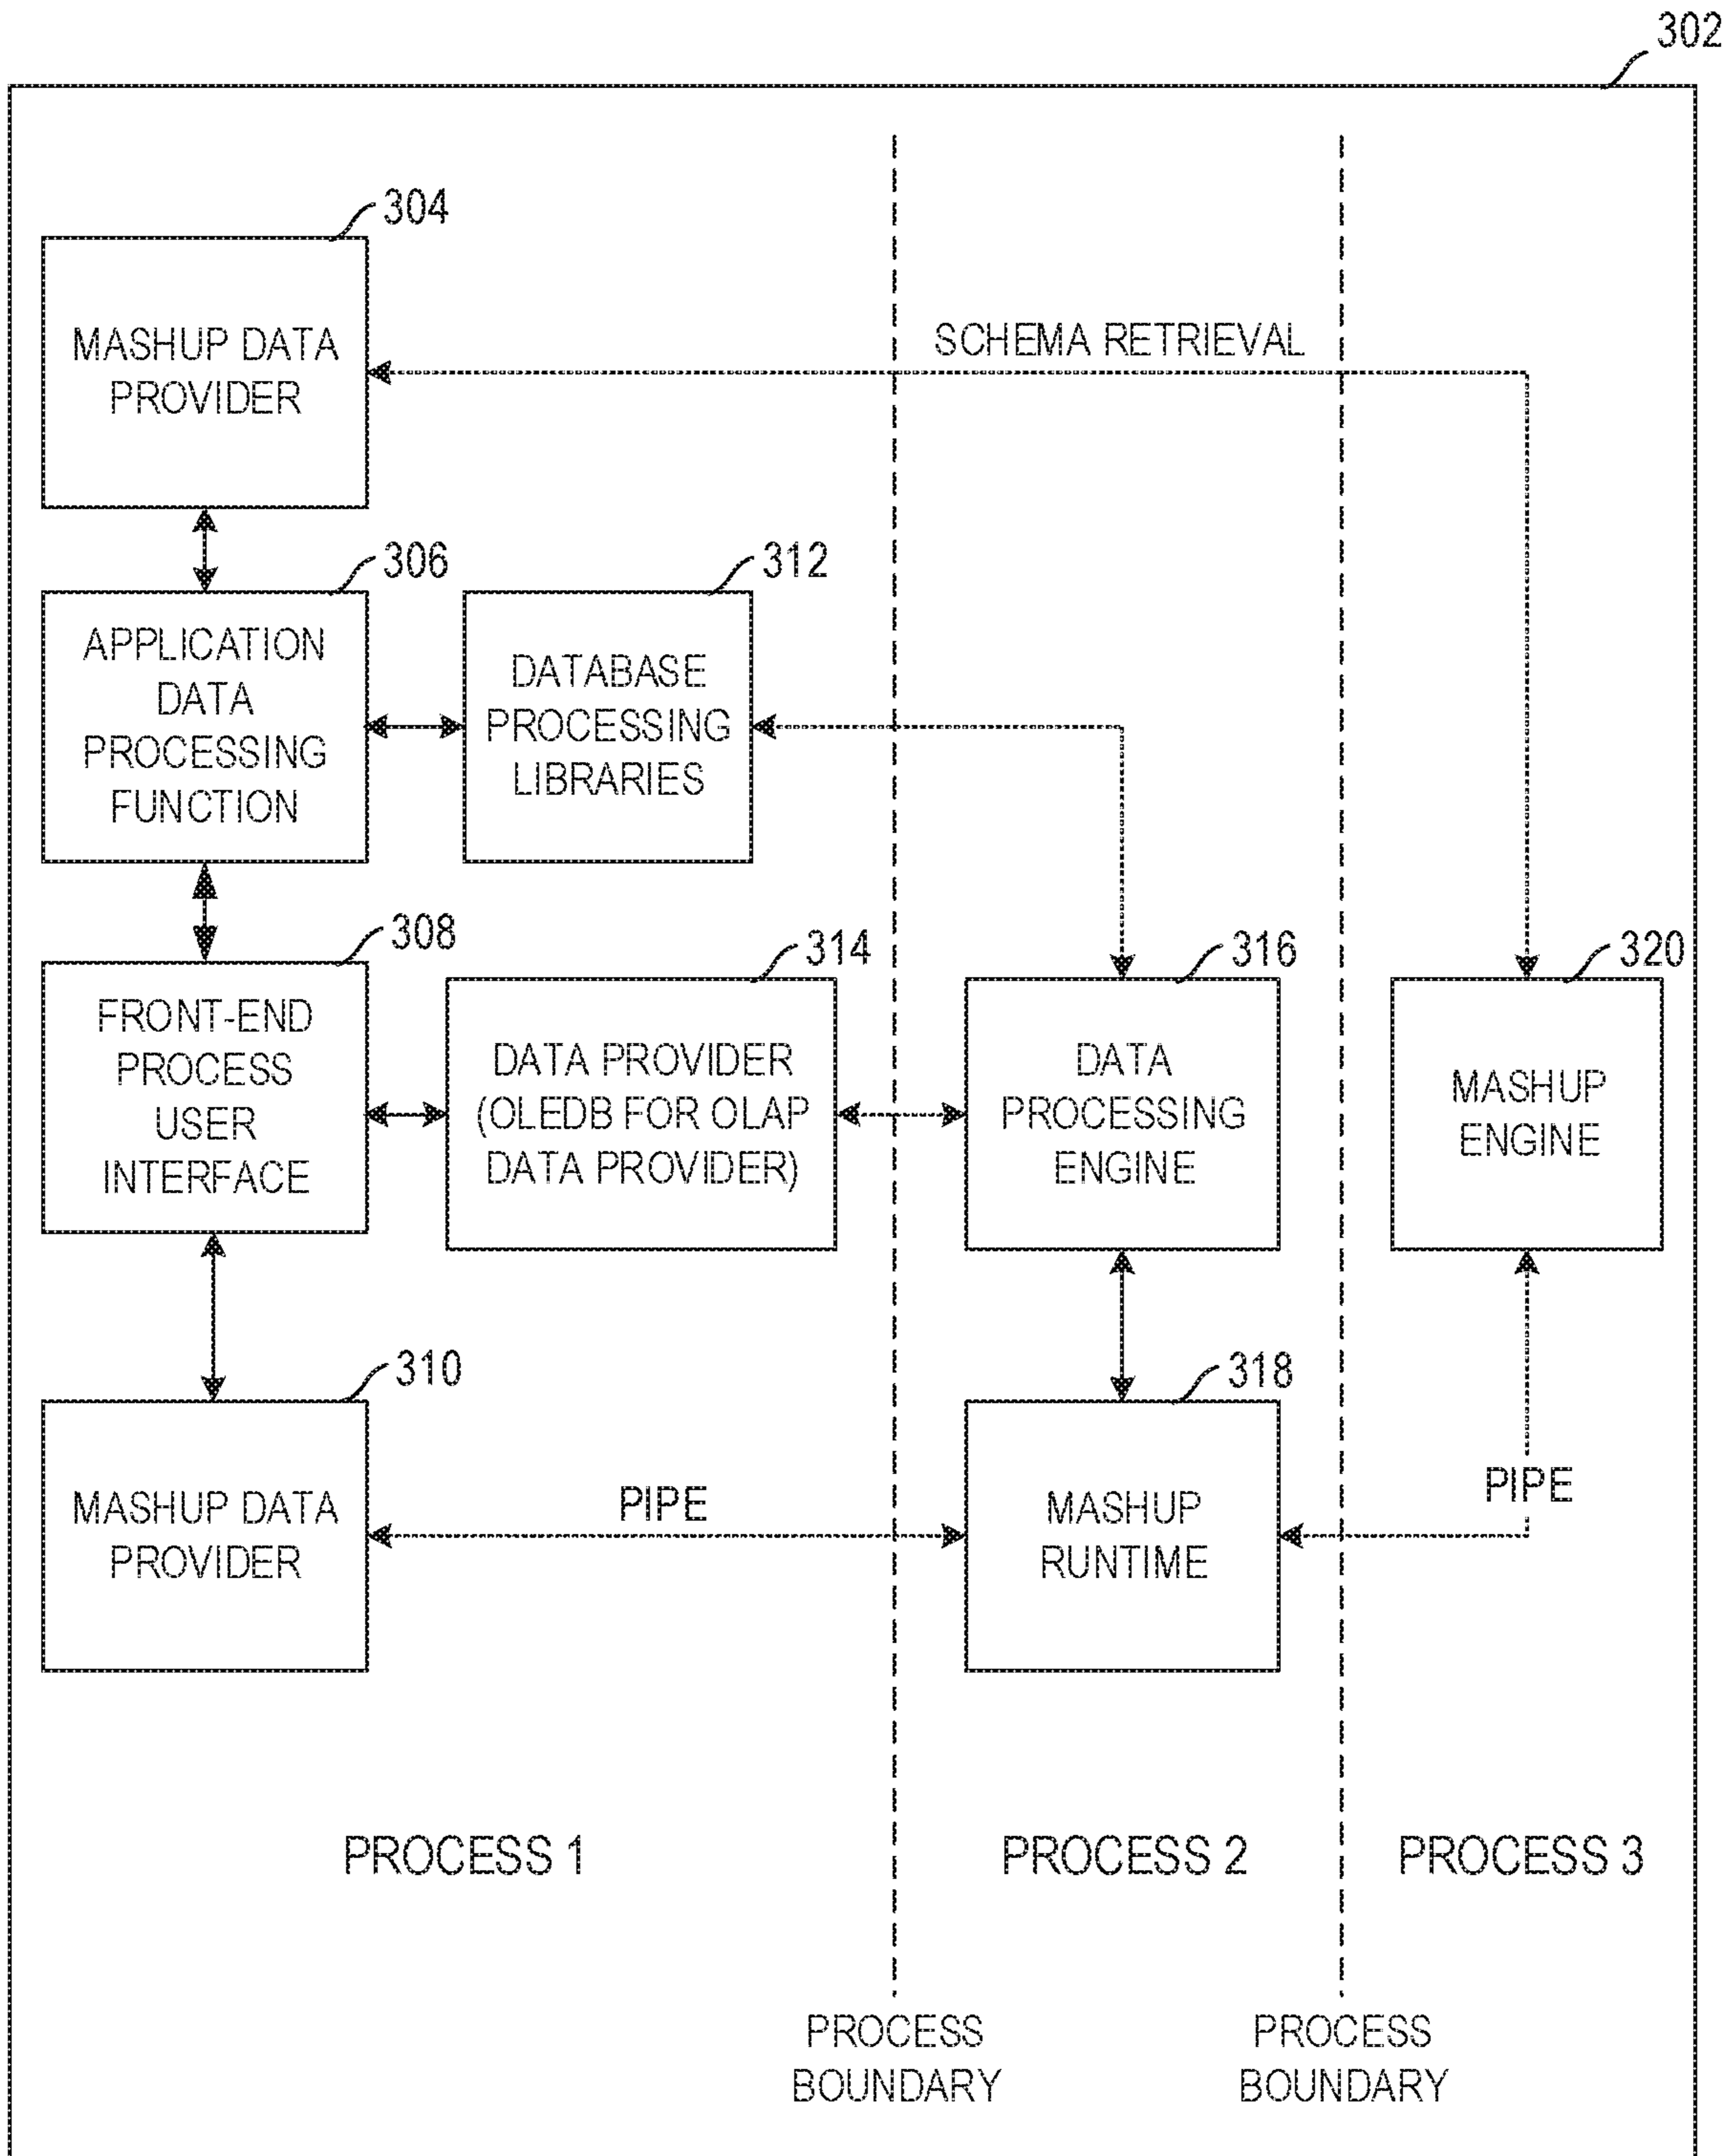 302
304
MASHUP DATA
PROVIDER
SCHEMA RETRIEVAL
306
APPLICATION
DATA
PROCESSING
FUNCTION
312
DATABASE
PROCESSING
LIBRARIES
308
FRONT-END
PROCESS
USER
INTERFACE
314
DATA PROVIDER
(OLEDB FOR OLAP
DATA PROVIDER)
316
DATA
PROCESSING
ENGINE
320
MASHUP
ENGINE
310
MASHUP DATA
PROVIDER
PIPE
318
MASHUP
RUNTIME
PIPE
PROCESS 1
PROCESS 2
PROCESS 3
PROCESS
BOUNDARY
PROCESS
BOUNDARY